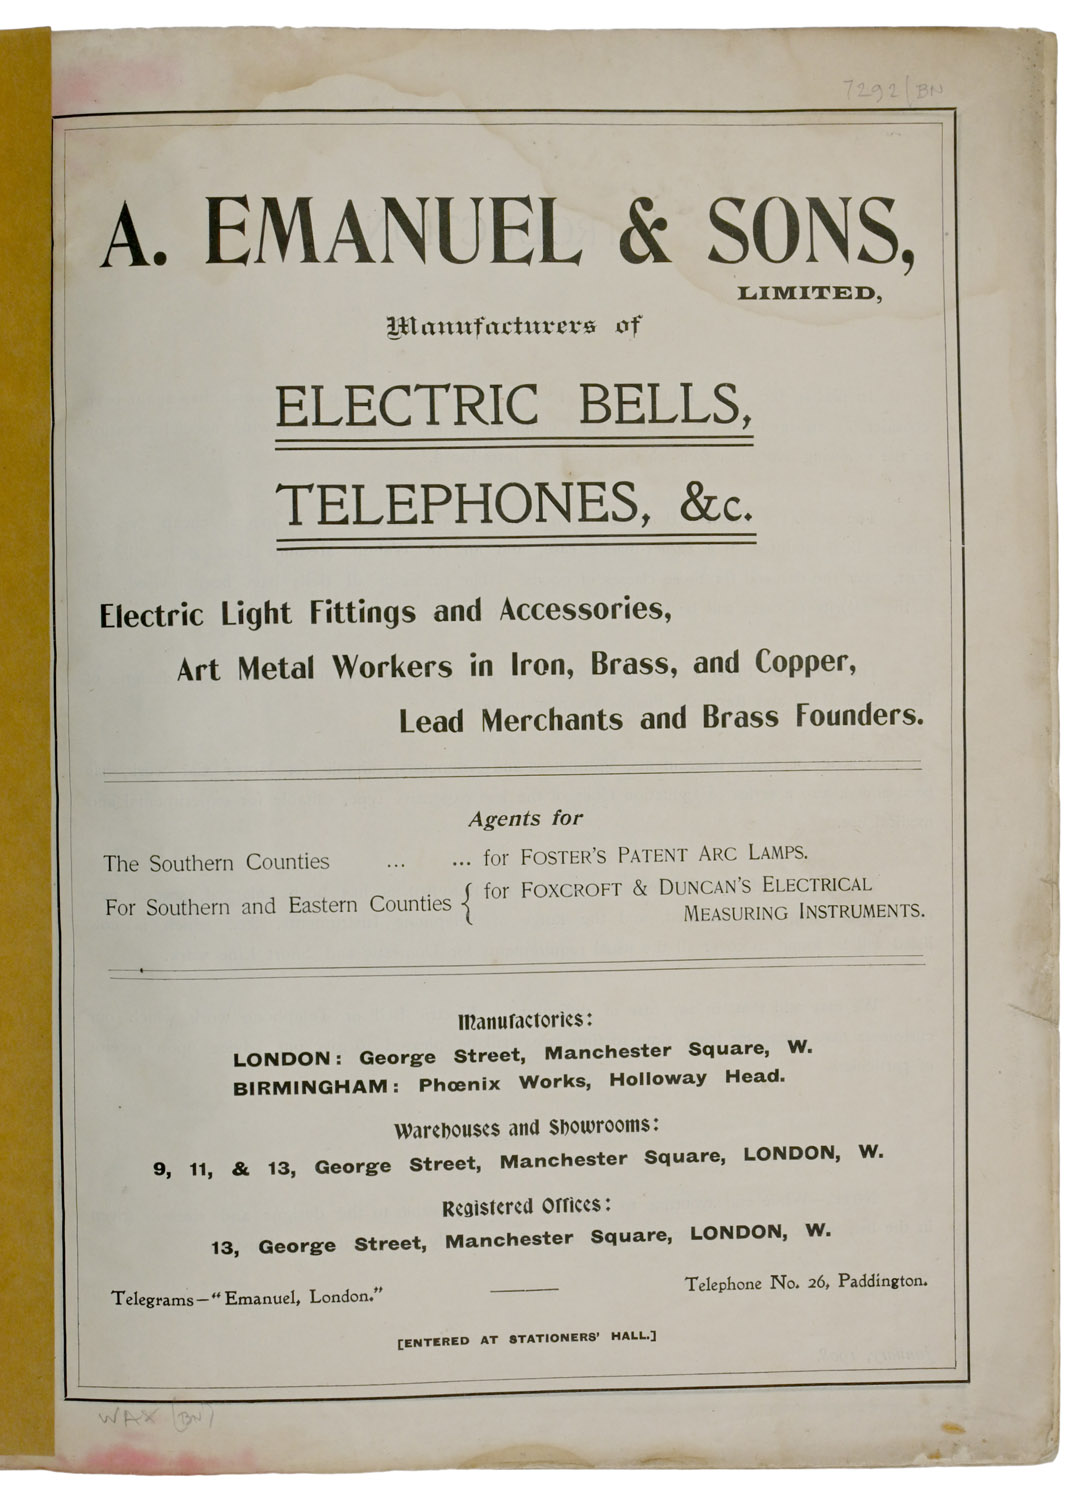 7292/BN
A. EMANUEL & SONS,
LIMITED,
Manufacturers of
ELECTRIC BELLS,
TELEPHONES, &c.
Electric Light Fittings and Accessories,
Art Metal Workers in Iron, Brass, and Copper,
Lead Merchants and Brass Founders.
Agents for
The Southern Counties ... ... for FOSTER'S PATENT ARC LAMPS.
For Southern and Eastern Counties { for FOXCROFT & DUNCAN'S ELECTRICAL
MEASURING INSTRUMENTS.
Manufactories:
LONDON: George Street, Manchester Square, W.
BIRMINGHAM: Phœnix Works, Holloway Head.
Warehouses and Showrooms:
9, 11, & 13, George Street, Manchester Square, LONDON, W.
Registered Offices:
13, George Street, Manchester Square, LONDON, W.
Telegrams—"Emanuel, London." Telephone No. 26, Paddington.
[ENTERED AT STATIONERS' HALL.]
WAX (BN)